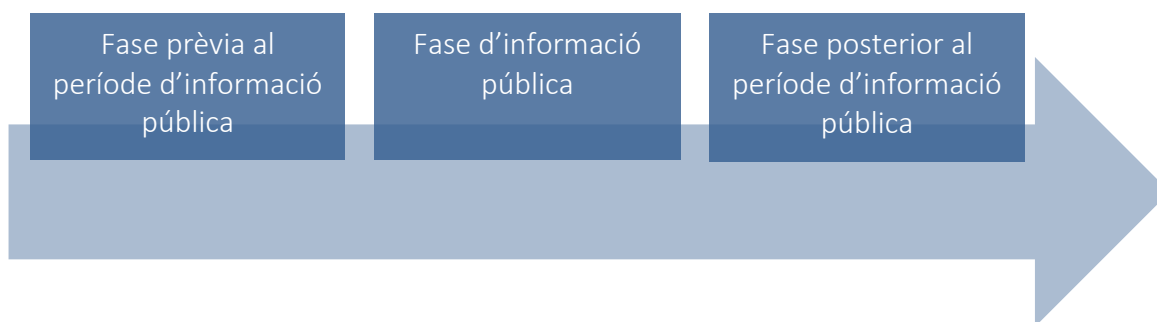 Fase prèvia al
període d’informació
pública
Fase d’informació
pública
Fase posterior al
període d’informació
pública